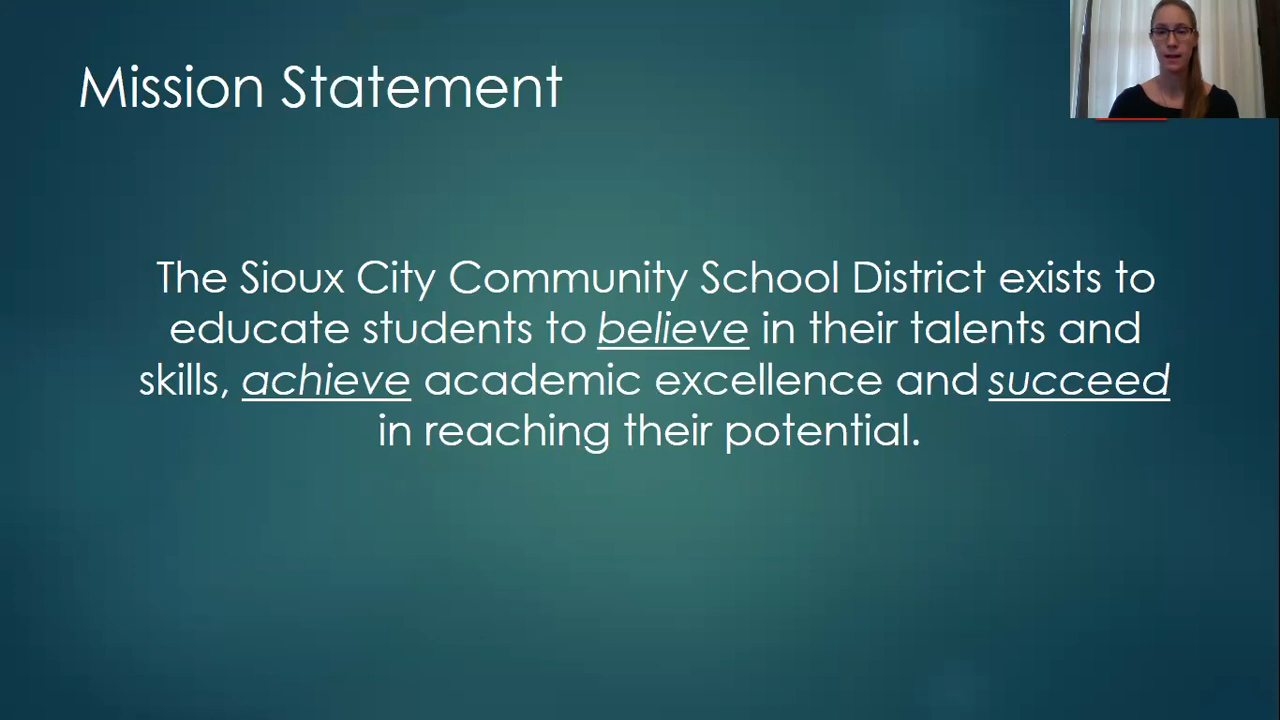 Mission Statement
The Sioux City Community School District exists to
educate students to believe in their talents and
skills, achieve academic excellence and succeed
in reaching their potential.